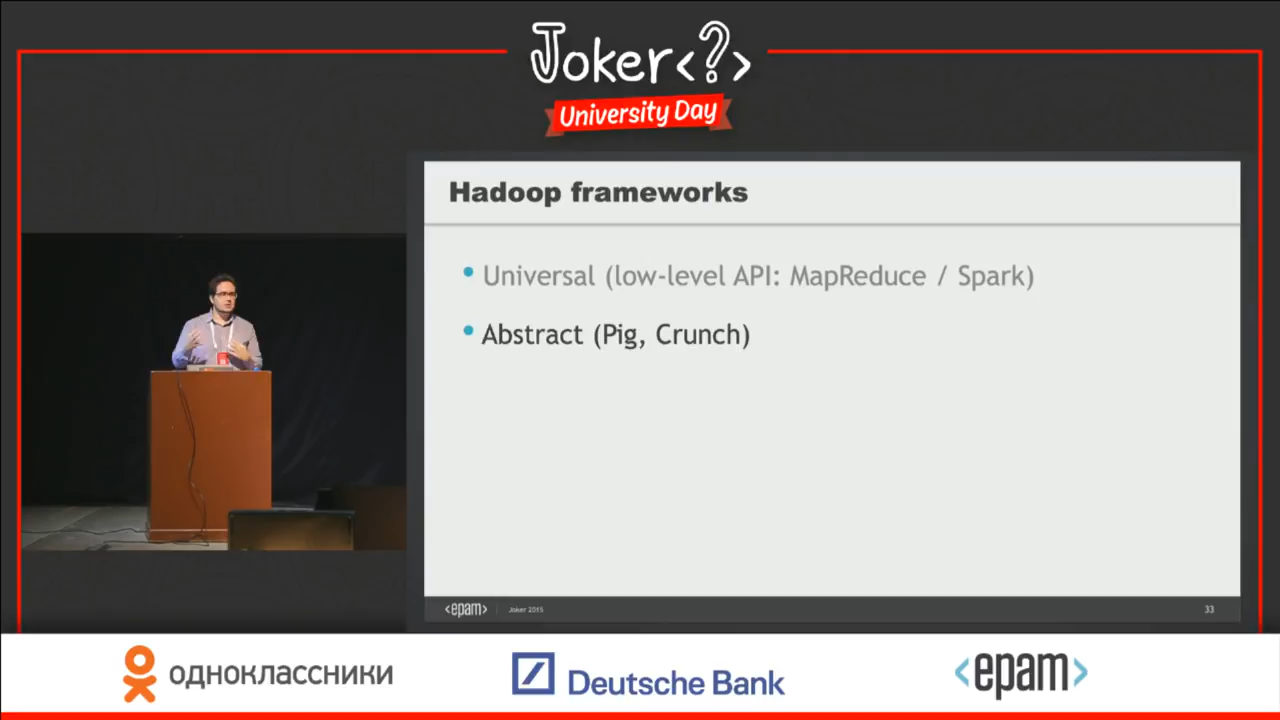 Joker<?>
University Day
Hadoop frameworks
• Universal (low-level API: MapReduce / Spark)
• Abstract (Pig, Crunch)
<epam> | Joker 2015 33
одноклассники
Deutsche Bank
<epam>